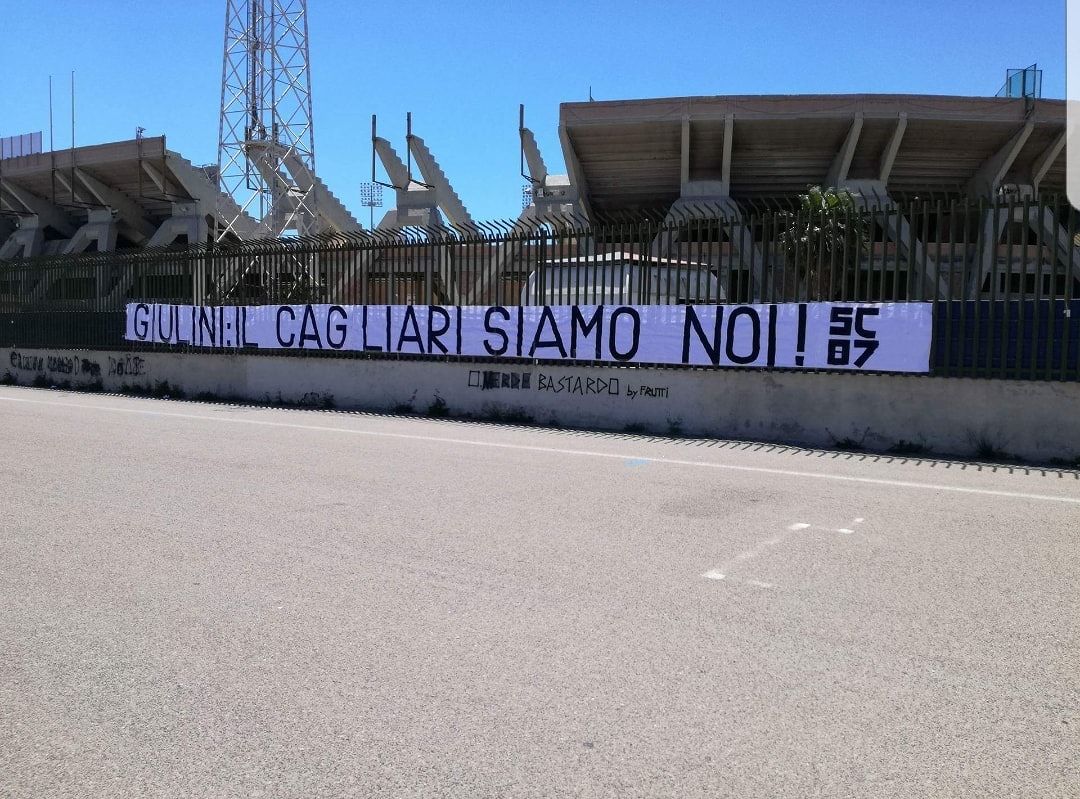 GIULINI: IL CAGLIARI SIAMO NOI! SC
87
BASTARDO by FRUTTI